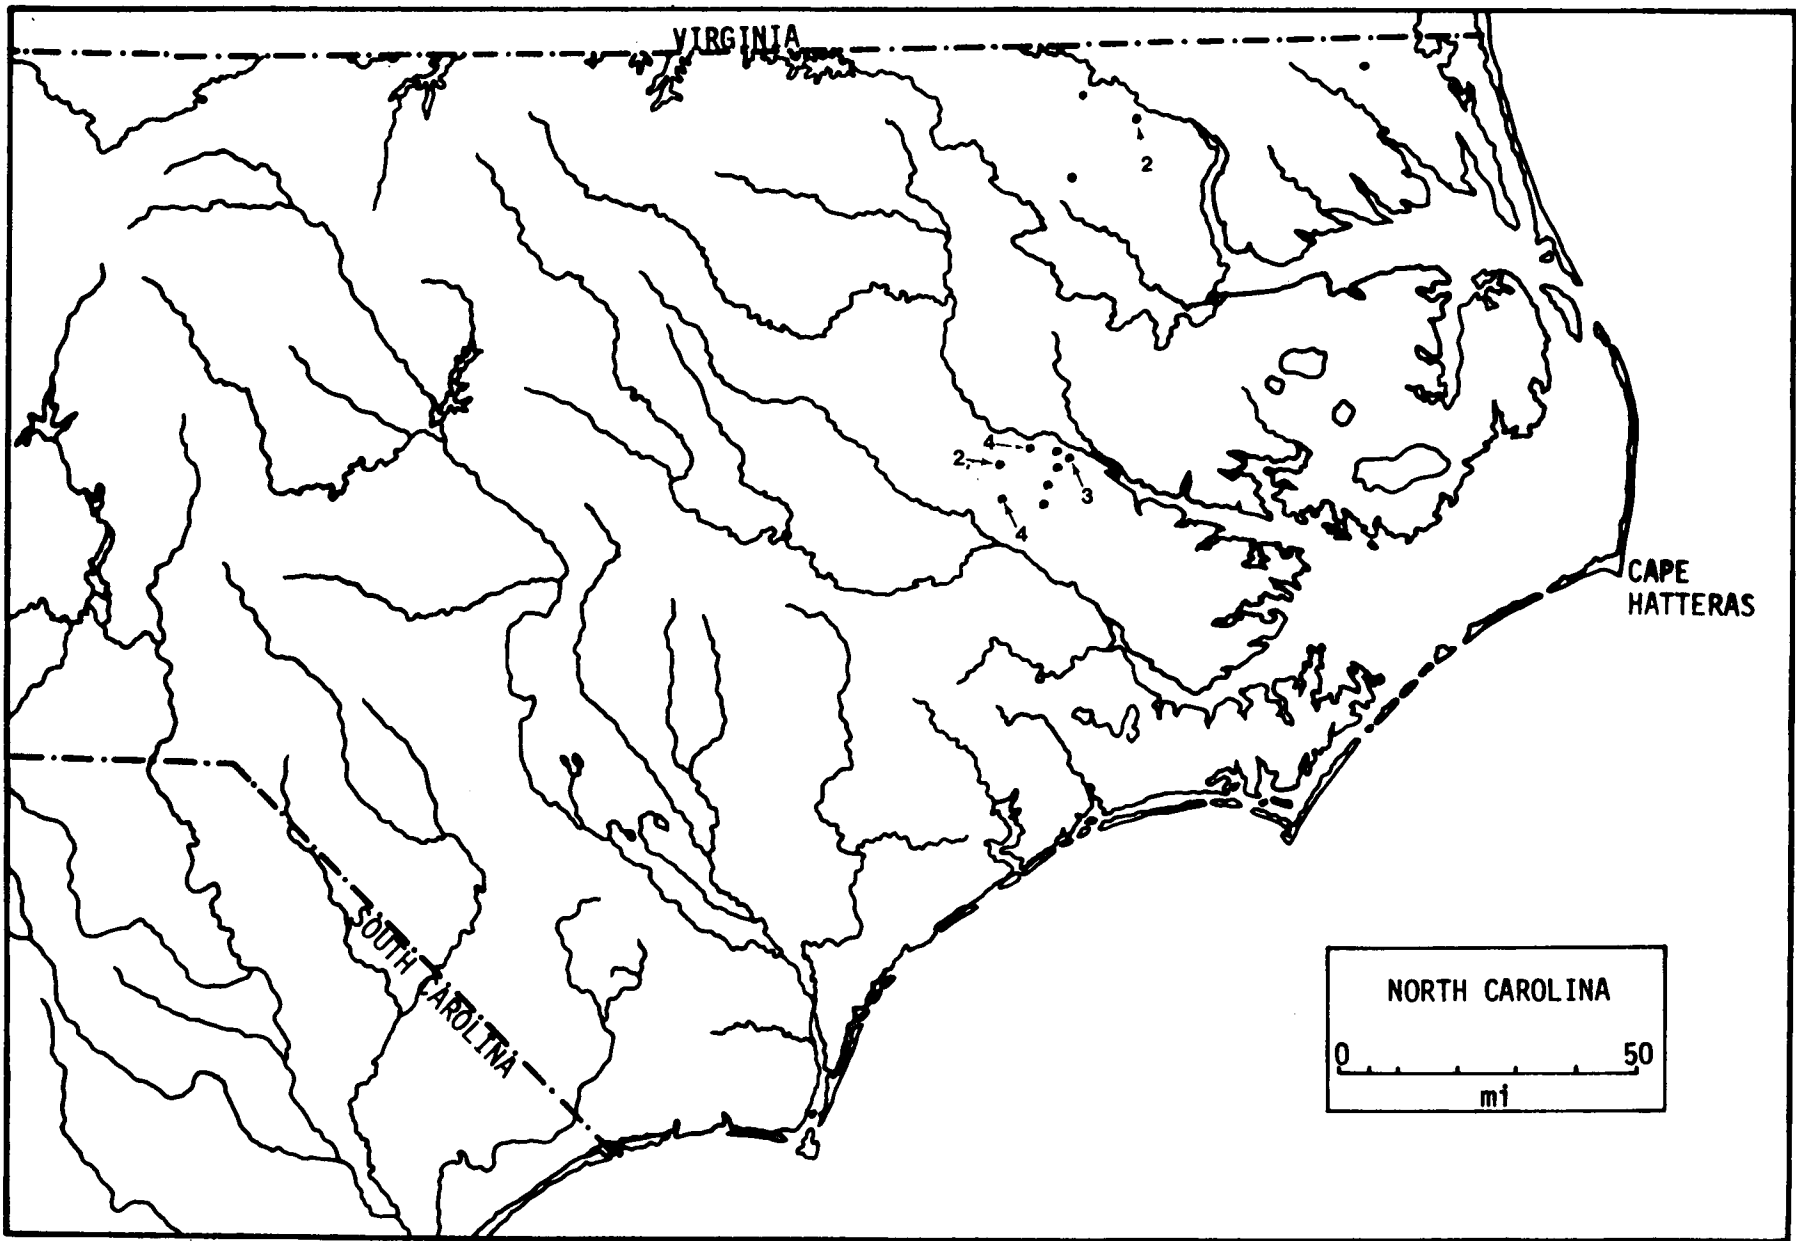 VIRGINIA
2
4
2,
3
4
CAPE
HATTERAS
SOUTH CAROLINA
NORTH CAROLINA
0 50
mi